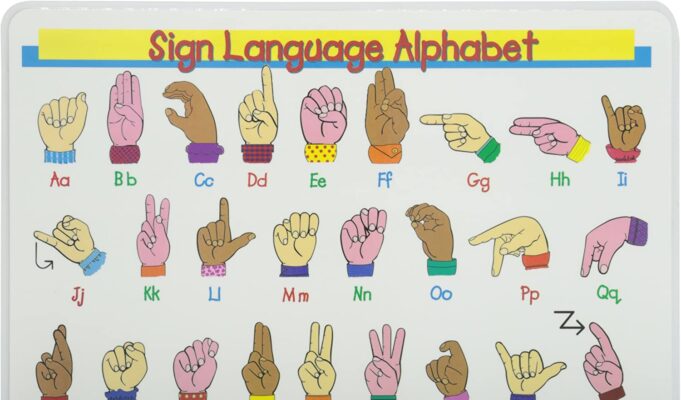 Sign Language Alphabet
Aa Bb Cc Dd Ee Ff Gg Hh Ii
Jj Kk Ll Mm Nn Oo Pp Qq
Z